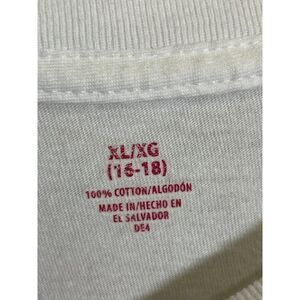 XL/XG
(16-18)
100% COTTON/ALGODÓN
MADE IN/HECHO EN
EL SALVADOR
DE4